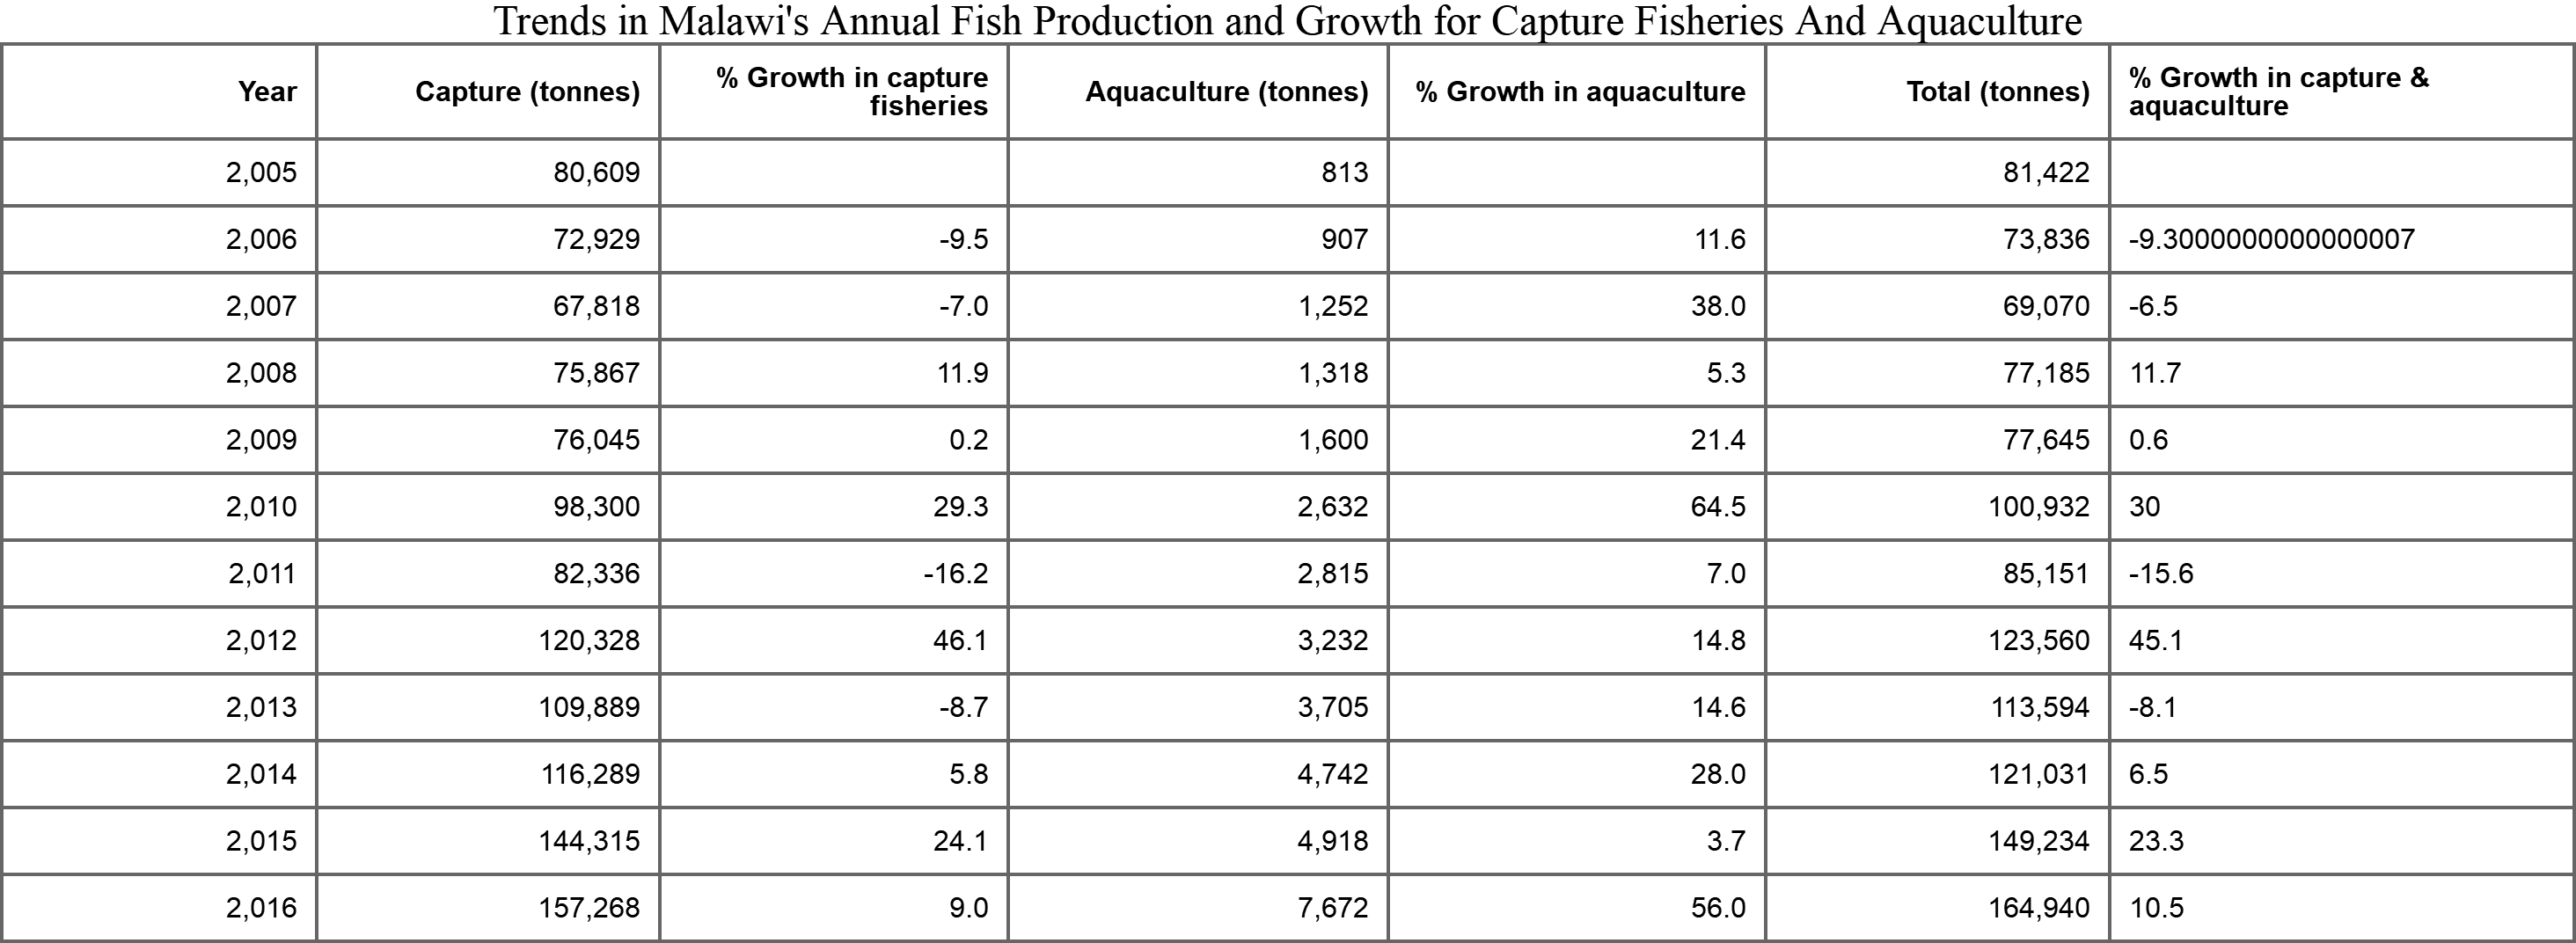 Trends in Malawi's Annual Fish Production and Growth for Capture Fisheries And Aquaculture
Year Capture (tonnes) % Growth in capture fisheries Aquaculture (tonnes) % Growth in aquaculture Total (tonnes) % Growth in capture & aquaculture
2,005 80,609 813 81,422
2,006 72,929 -9.5 907 11.6 73,836 -9.3000000000000007
2,007 67,818 -7.0 1,252 38.0 69,070 -6.5
2,008 75,867 11.9 1,318 5.3 77,185 11.7
2,009 76,045 0.2 1,600 21.4 77,645 0.6
2,010 98,300 29.3 2,632 64.5 100,932 30
2,011 82,336 -16.2 2,815 7.0 85,151 -15.6
2,012 120,328 46.1 3,232 14.8 123,560 45.1
2,013 109,889 -8.7 3,705 14.6 113,594 -8.1
2,014 116,289 5.8 4,742 28.0 121,031 6.5
2,015 144,315 24.1 4,918 3.7 149,234 23.3
2,016 157,268 9.0 7,672 56.0 164,940 10.5